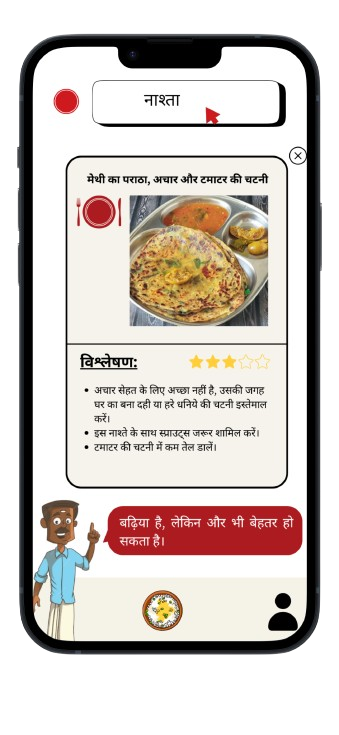 नाश्ता
मेथी का पराठा, अचार और टमाटर की चटनी
विश्लेषण:
• अचार सेहत के लिए अच्छा नहीं है, उसकी जगह
घर का बना दही या हरे धनिये की चटनी इस्तेमाल
करें।
• इस नाश्ते के साथ स्प्राउट्स जरूर शामिल करें।
• टमाटर की चटनी में कम तेल डालें।
बढ़िया है, लेकिन और भी बेहतर हो
सकता है।